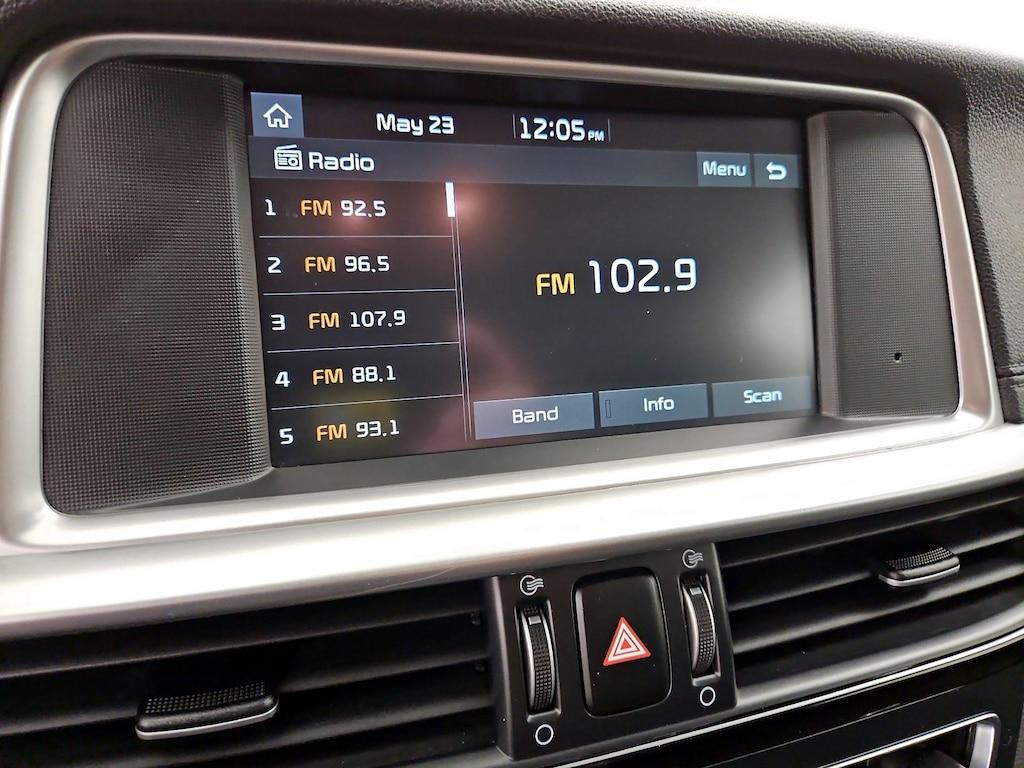 May 23 12:05 PM
Radio Menu
1 FM 92.5
2 FM 96.5
3 FM 107.9
4 FM 88.1
5 FM 93.1
FM 102.9
Band Info Scan